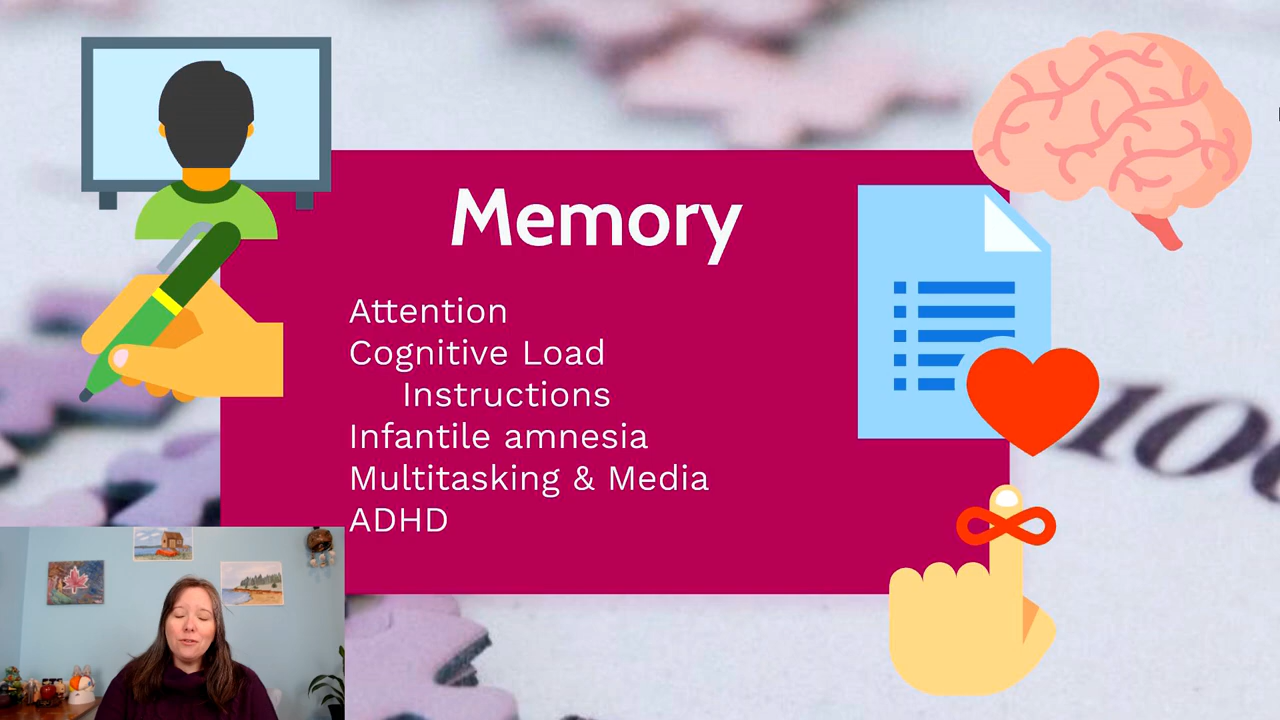 Memory
Attention
Cognitive Load
Instructions
Infantile amnesia
Multitasking & Media
ADHD